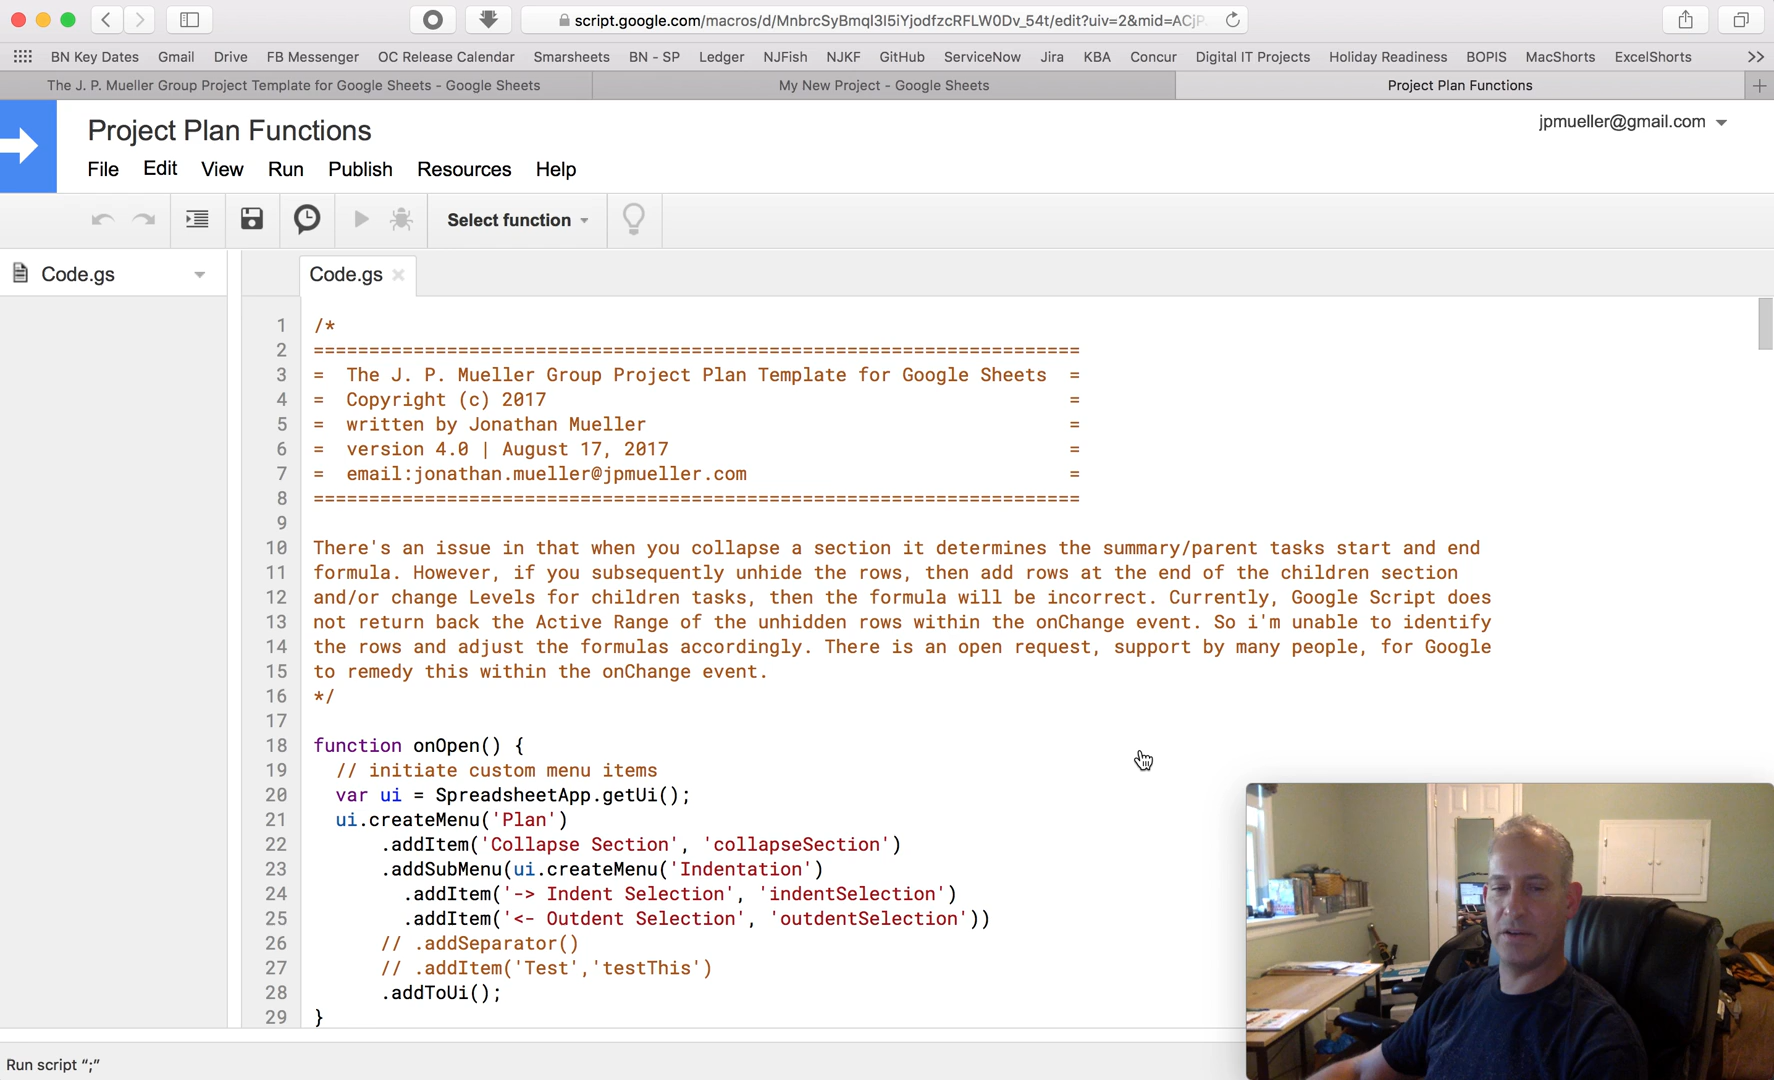 script.google.com/macros/d/MnbrcSyBmqI3I5iYjodfzcRFLW0Dv_54t/edit?uiv=2&mid=ACjP
BN Key Dates Gmail Drive FB Messenger OC Release Calendar Smarsheets BN - SP Ledger NJFish NJKF GitHub ServiceNow Jira KBA Concur Digital IT Projects Holiday Readiness BOPIS MacShorts ExcelShorts >>
The J. P. Mueller Group Project Template for Google Sheets - Google Sheets My New Project - Google Sheets Project Plan Functions
Project Plan Functions
jpmueller@gmail.com
File Edit View Run Publish Resources Help
Select function
Code.gs
Code.gs
1 /*
2 =====================================================================
3 = The J. P. Mueller Group Project Plan Template for Google Sheets =
4 = Copyright (c) 2017 =
5 = written by Jonathan Mueller =
6 = version 4.0 | August 17, 2017 =
7 = email:jonathan.mueller@jpmueller.com =
8 =====================================================================
9
10 There's an issue in that when you collapse a section it determines the summary/parent tasks start and end
11 formula. However, if you subsequently unhide the rows, then add rows at the end of the children section
12 and/or change Levels for children tasks, then the formula will be incorrect. Currently, Google Script does
13 not return back the Active Range of the unhidden rows within the onChange event. So i'm unable to identify
14 the rows and adjust the formulas accordingly. There is an open request, support by many people, for Google
15 to remedy this within the onChange event.
16 */
17
18 function onOpen() {
19 // initiate custom menu items
20 var ui = SpreadsheetApp.getUi();
21 ui.createMenu('Plan')
22 .addItem('Collapse Section', 'collapseSection')
23 .addSubMenu(ui.createMenu('Indentation')
24 .addItem('-> Indent Selection', 'indentSelection')
25 .addItem('<- Outdent Selection', 'outdentSelection'))
26 // .addSeparator()
27 // .addItem('Test','testThis')
28 .addToUi();
29 }
Run script “;”